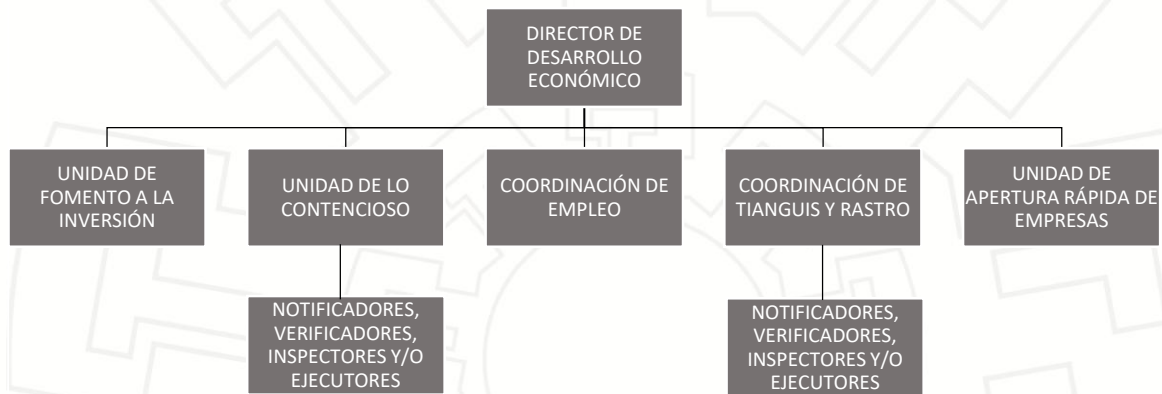 DIRECTOR DE
DESARROLLO
ECONÓMICO
UNIDAD DE
FOMENTO A LA
INVERSIÓN
UNIDAD DE LO
CONTENCIOSO
COORDINACIÓN DE
EMPLEO
COORDINACIÓN DE
TIANGUIS Y RASTRO
UNIDAD DE
APERTURA RÁPIDA DE
EMPRESAS
NOTIFICADORES,
VERIFICADORES,
INSPECTORES Y/O
EJECUTORES
NOTIFICADORES,
VERIFICADORES,
INSPECTORES Y/O
EJECUTORES